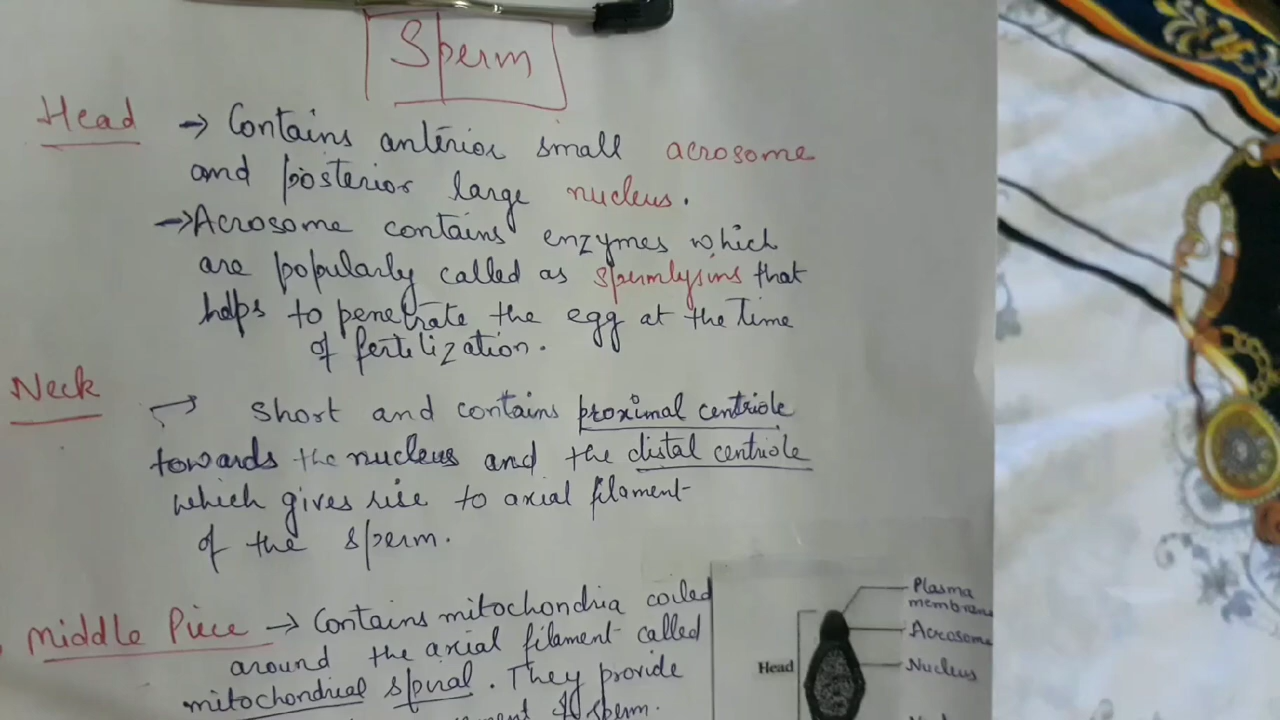 Sperm
Head → Contains anterior small acrosome
and posterior large nucleus.
→ Acrosome contains enzymes which
are popularly called as spermlysins that
helps to penetrate the egg at the time
of fertilization.
Neck → Short and contains proximal centriole
towards the nucleus and the distal centriole
which gives rise to axial filament
of the sperm.
Middle Piece → Contains mitochondria coiled
around the axial filament called
mitochondrial spiral. They provide
of sperm.
Plasma
membrane
Acrosome
Head
Nucleus